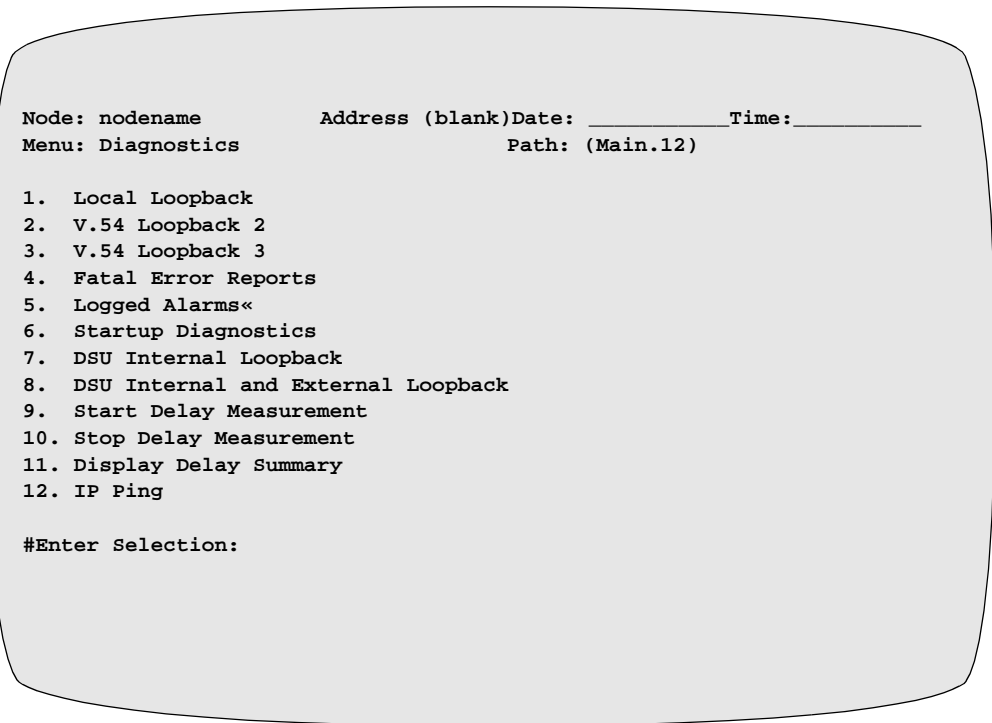 Node: nodename Address (blank)Date: ___________Time:__________
Menu: Diagnostics Path: (Main.12)
1. Local Loopback
2. V.54 Loopback 2
3. V.54 Loopback 3
4. Fatal Error Reports
5. Logged Alarms«
6. Startup Diagnostics
7. DSU Internal Loopback
8. DSU Internal and External Loopback
9. Start Delay Measurement
10. Stop Delay Measurement
11. Display Delay Summary
12. IP Ping
#Enter Selection: